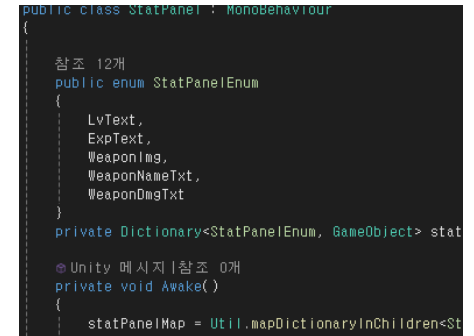 public class StatPanel : MonoBehaviour
{
참조 12개
public enum StatPanelEnum
{
LvText,
ExpText,
WeaponImg,
WeaponNameTxt,
WeaponDmgTxt
}
private Dictionary<StatPanelEnum, GameObject> stat
Unity 메시지 | 참조 0개
private void Awake()
{
statPanelMap = Util.mapDictionaryInChildren<St